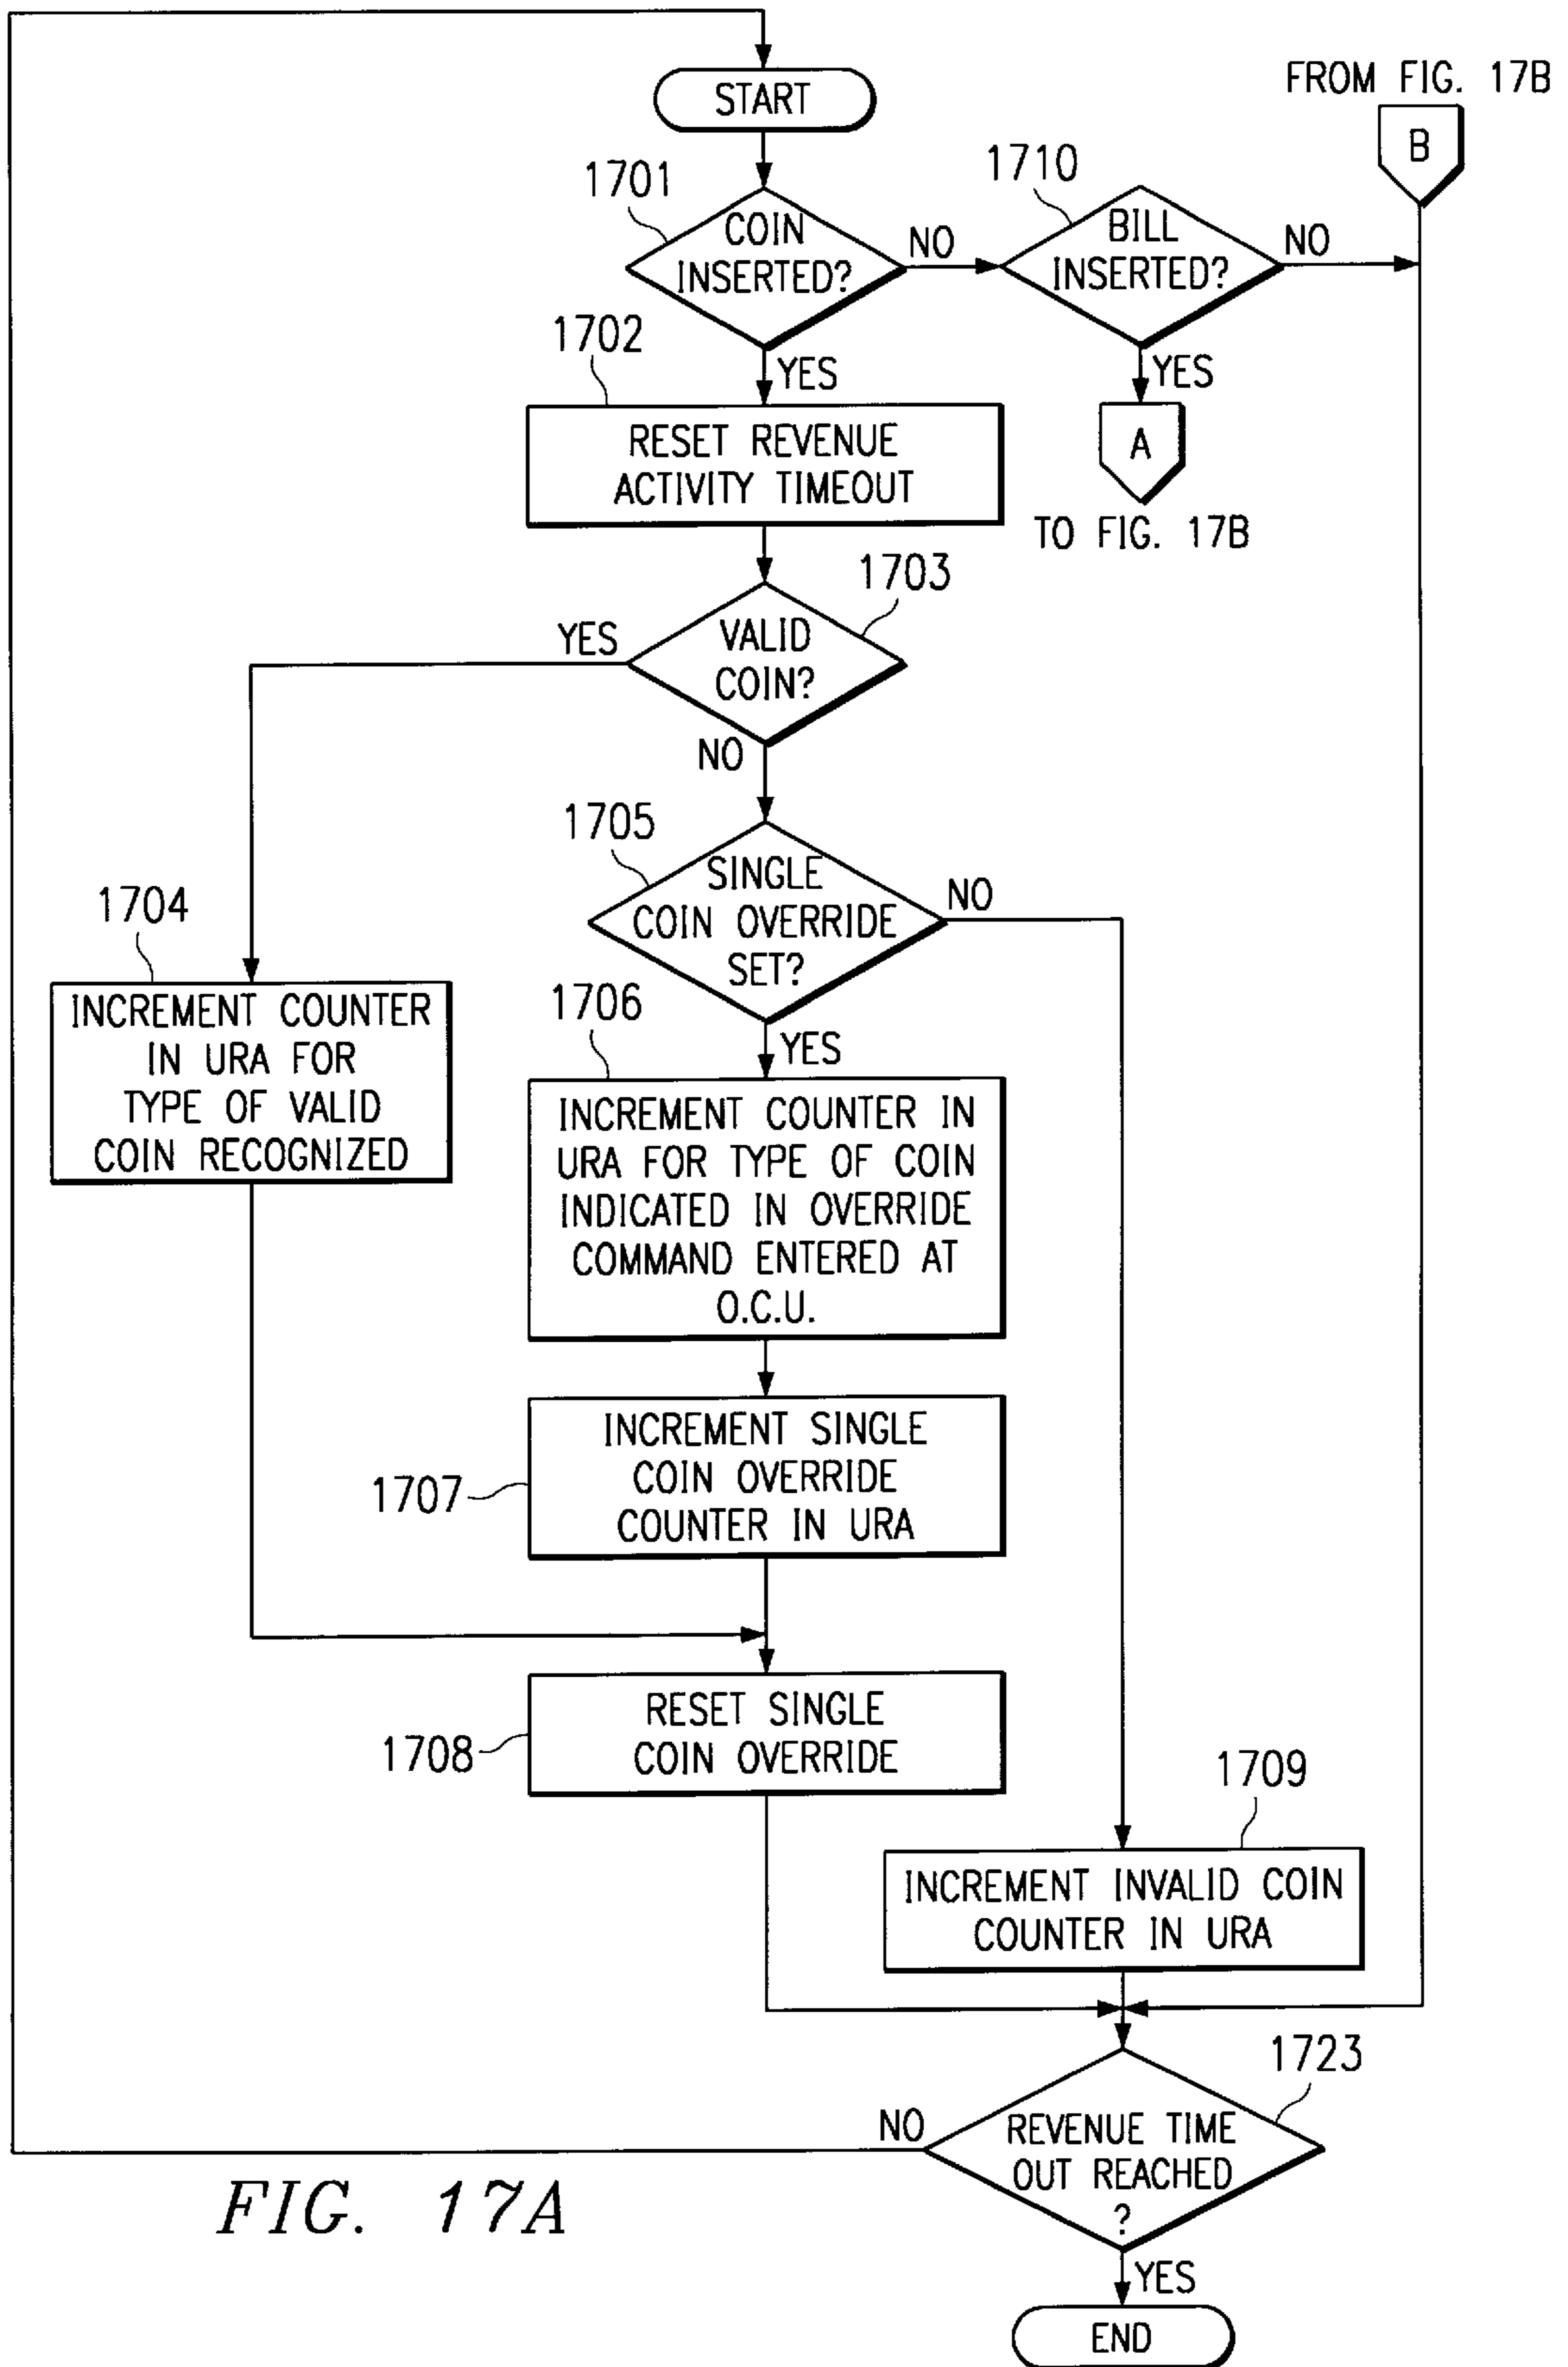 START
FROM FIG. 17B
B
1701
COIN
INSERTED?
NO
1710
BILL
INSERTED?
NO
YES
YES
A
TO FIG. 17B
1702
RESET REVENUE
ACTIVITY TIMEOUT
1703
VALID
COIN?
YES
NO
1705
SINGLE
COIN OVERRIDE
SET?
NO
YES
1704
INCREMENT COUNTER
IN URA FOR
TYPE OF VALID
COIN RECOGNIZED
1706
INCREMENT COUNTER IN
URA FOR TYPE OF COIN
INDICATED IN OVERRIDE
COMMAND ENTERED AT
O.C.U.
1707
INCREMENT SINGLE
COIN OVERRIDE
COUNTER IN URA
1708
RESET SINGLE
COIN OVERRIDE
1709
INCREMENT INVALID COIN
COUNTER IN URA
1723
REVENUE TIME
OUT REACHED
?
NO
YES
END
FIG. 17A